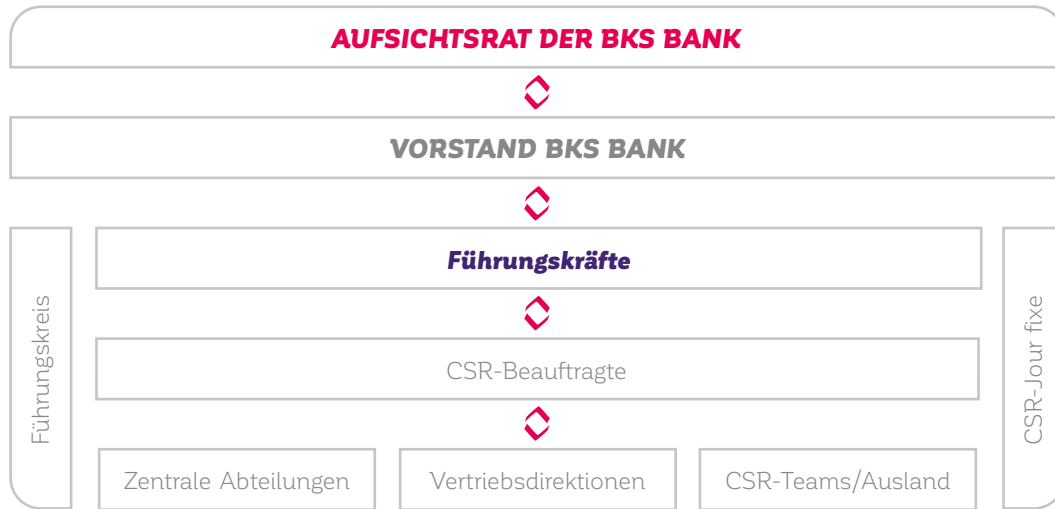 AUFSICHTSRAT DER BKS BANK
VORSTAND BKS BANK
Führungskreis
Führungskräfte
CSR-Beauftragte
Zentrale Abteilungen
Vertriebsdirektionen
CSR-Teams/Ausland
CSR-Jour fixe